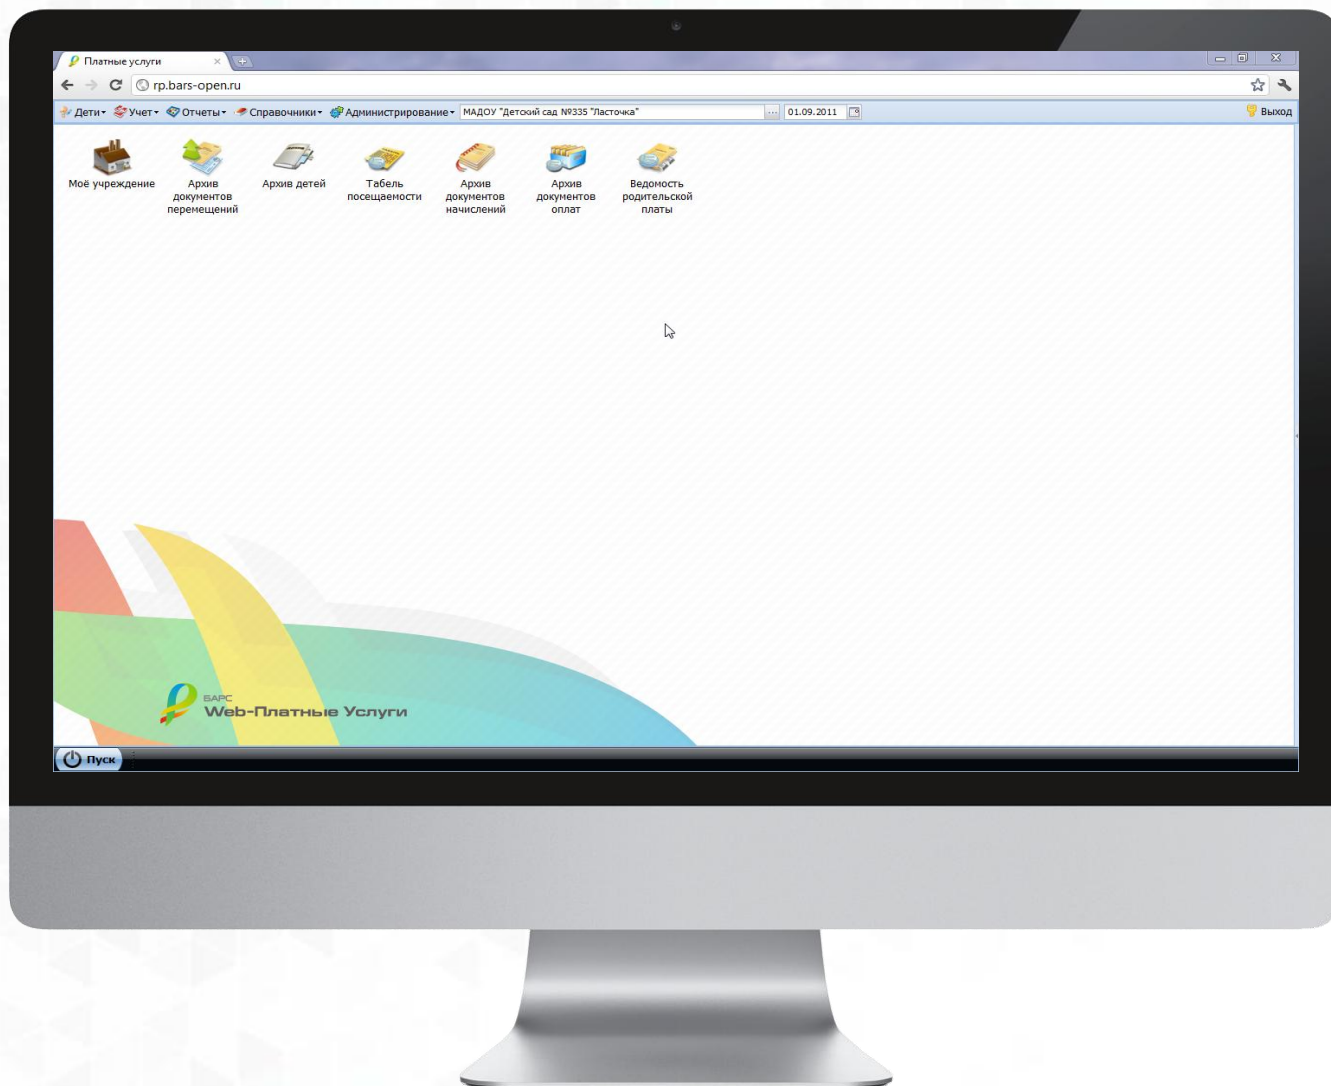 Платные услуги
rp.bars-open.ru
Дети Учет Отчеты Справочники Администрирование МАДОУ "Детский сад №335 "Ласточка" ... 01.09.2011 Выход
Моё учреждение
Архив
документов
перемещений
Архив детей
Табель
посещаемости
Архив
документов
начислений
Архив
документов
оплат
Ведомость
родительской
платы
БАРС
Web-Платные Услуги
Пуск